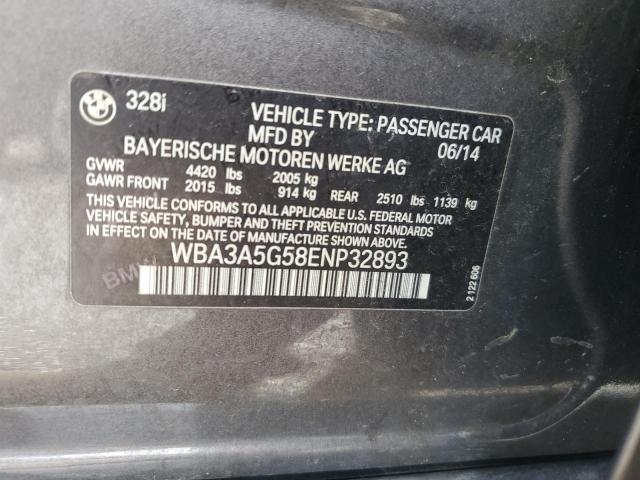 328i
VEHICLE TYPE: PASSENGER CAR
MFD BY 06/14
BAYERISCHE MOTOREN WERKE AG
GVWR 4420 lbs 2005 kg
GAWR FRONT 2015 lbs 914 kg REAR 2510 lbs 1139 kg
THIS VEHICLE CONFORMS TO ALL APPLICABLE U.S. FEDERAL MOTOR
VEHICLE SAFETY, BUMPER AND THEFT PREVENTION STANDARDS
IN EFFECT ON THE DATE OF MANUFACTURE SHOWN ABOVE.
WBA3A5G58ENP32893
BMW
2 122 606